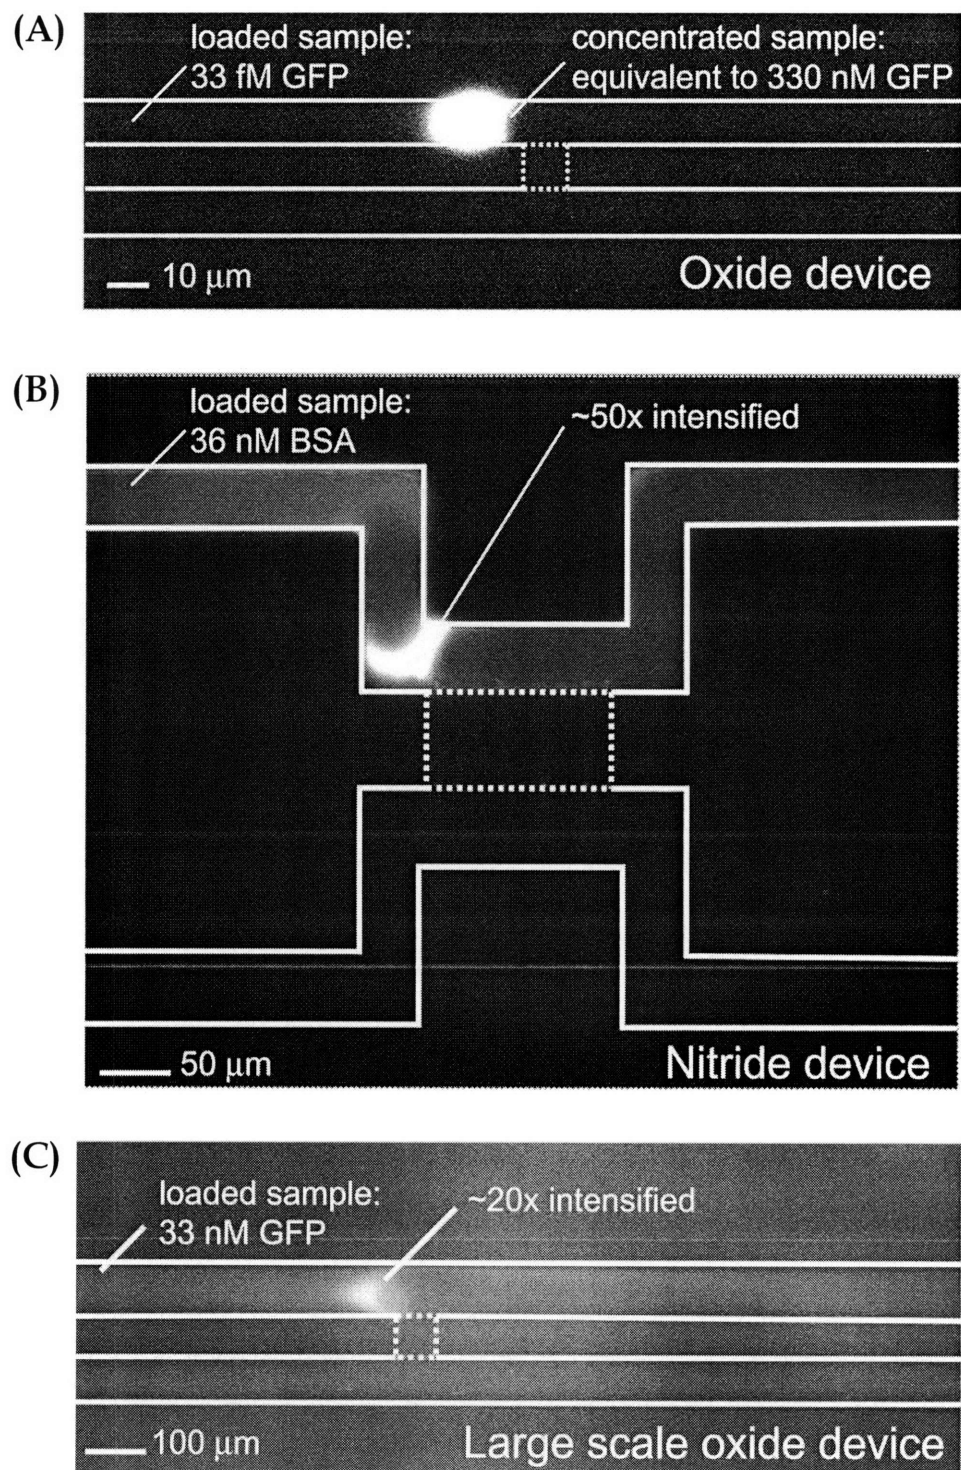 (A)
loaded sample:
33 fM GFP
concentrated sample:
equivalent to 330 nM GFP
10 μm
Oxide device
(B)
loaded sample:
36 nM BSA
~50x intensified
50 μm
Nitride device
(C)
loaded sample:
33 nM GFP
~20x intensified
100 μm
Large scale oxide device